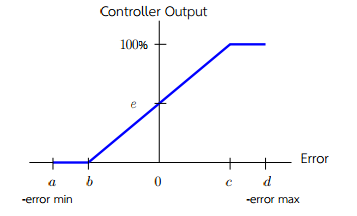 Controller Output
100%
e
Error
a b 0 c d
-error min -error max